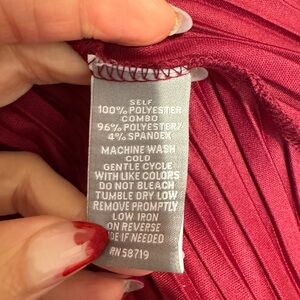 SELF
100% POLYESTER
COMBO
96% POLYESTER/
4% SPANDEX
MACHINE WASH
COLD
GENTLE CYCLE
WITH LIKE COLORS
DO NOT BLEACH
TUMBLE DRY LOW
REMOVE PROMPTLY
LOW IRON
ON REVERSE
IF NEEDED
RN 58719